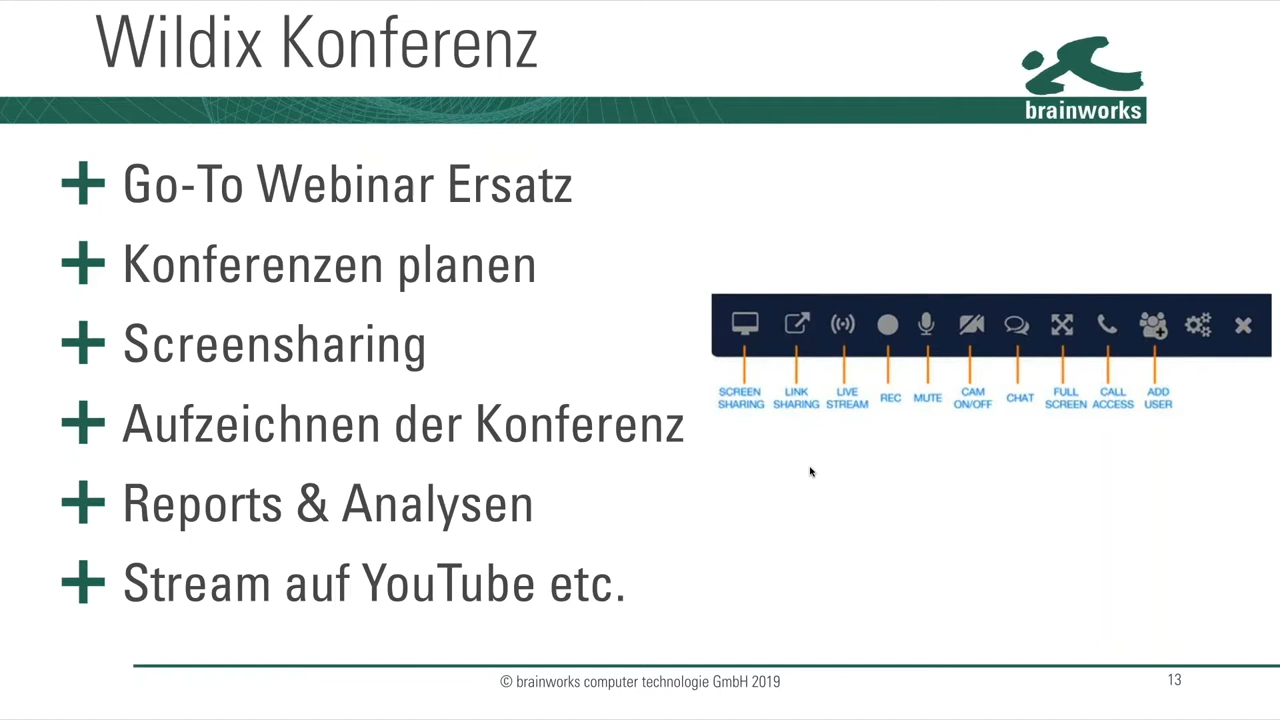 Wildix Konferenz
brainworks
Go-To Webinar Ersatz
Konferenzen planen
Screensharing
Aufzeichnen der Konferenz
Reports & Analysen
Stream auf YouTube etc.
SCREEN SHARING
LINK SHARING
LIVE STREAM
REC
MUTE
CAM ON/OFF
CHAT
FULL SCREEN
CALL ACCESS
ADD USER
© brainworks computer technologie GmbH 2019
13